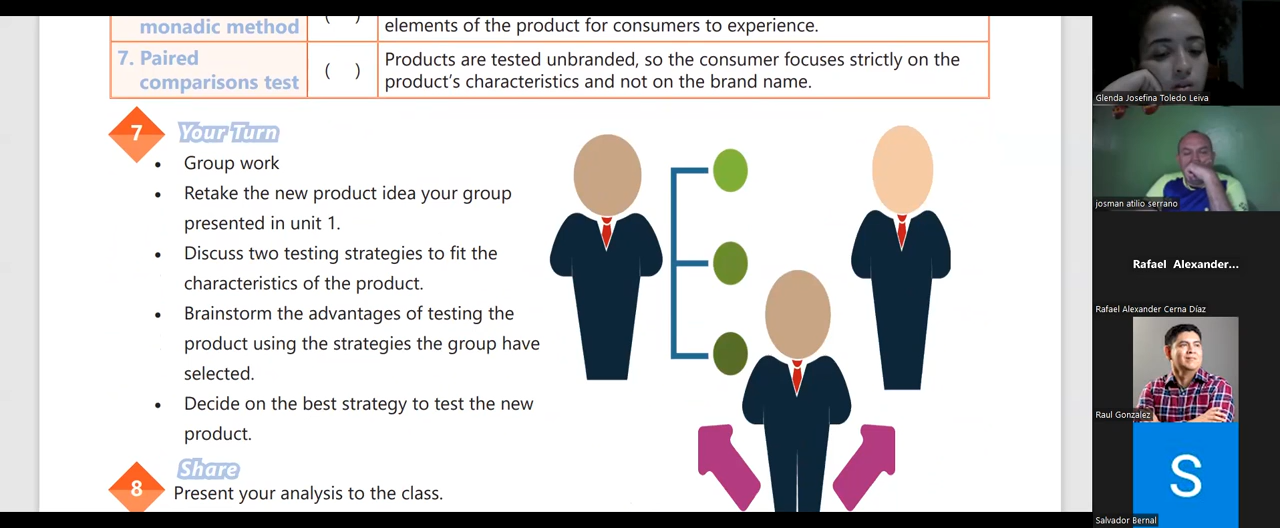 monadic method
( )
elements of the product for consumers to experience.
7. Paired
comparisons test
( )
Products are tested unbranded, so the consumer focuses strictly on the
product's characteristics and not on the brand name.
7
Your Turn
• Group work
• Retake the new product idea your group
presented in unit 1.
• Discuss two testing strategies to fit the
characteristics of the product.
• Brainstorm the advantages of testing the
product using the strategies the group have
selected.
• Decide on the best strategy to test the new
product.
8
Share
Present your analysis to the class.
Glenda Josefina Toledo Leiva
josman atilio serrano
Rafael Alexander...
Rafael Alexander Cerna Díaz
Raul Gonzalez
S
Salvador Bernal